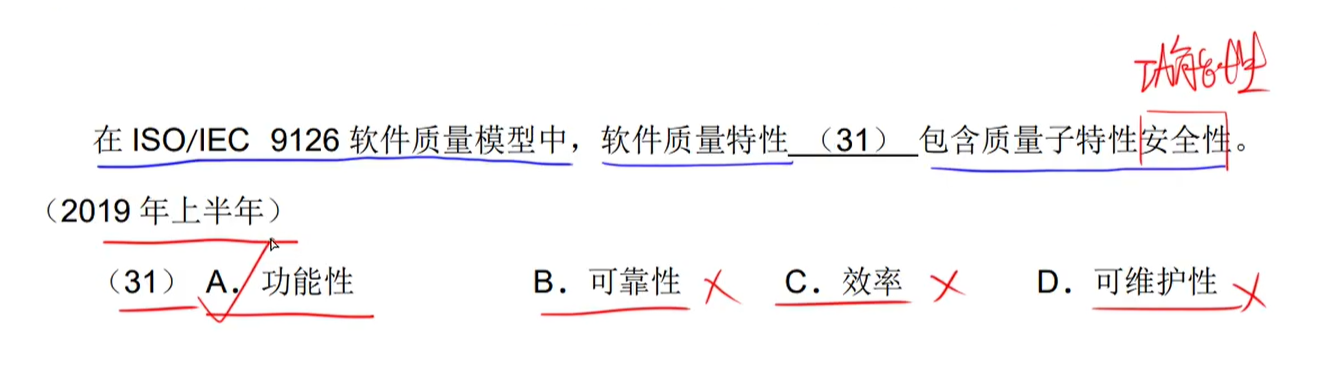 功能性
在 ISO/IEC 9126 软件质量模型中，软件质量特性 （31） 包含质量子特性安全性。
（2019 年上半年）
（31） A．功能性 B．可靠性 C．效率 D．可维护性